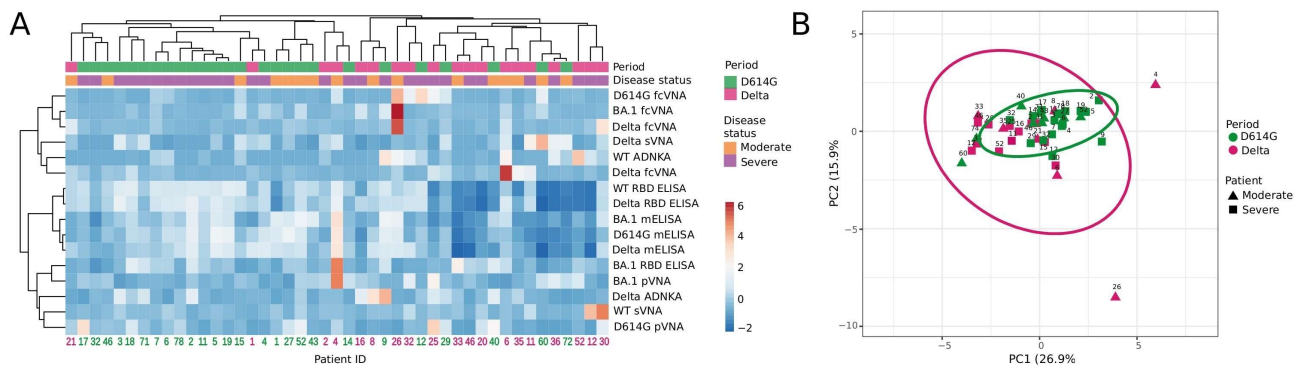 A
Period
Disease status
D614G fcVNA
BA.1 fcVNA
Delta fcVNA
Delta sVNA
WT ADNKA
Delta fcVNA
WT RBD ELISA
Delta RBD ELISA
BA.1 mELISA
D614G mELISA
Delta mELISA
BA.1 RBD ELISA
BA.1 pVNA
Delta ADNKA
WT sVNA
D614G pVNA
21 17 32 46 3 18 71 7 6 78 2 11 5 19 15 1 4 1 27 52 43 2 4 14 16 8 9 26 32 12 25 29 33 46 20 40 6 35 11 60 36 72 52 12 30
Patient ID
Period
D614G
Delta
Disease
status
Moderate
Severe
6
4
2
0
−2
B
5
0
−5
−10
PC2 (15.9%
−5
0
5
PC1 (26.9%
4
26
40
33
60
52
Period
D614G
Delta
Patient
Moderate
Severe